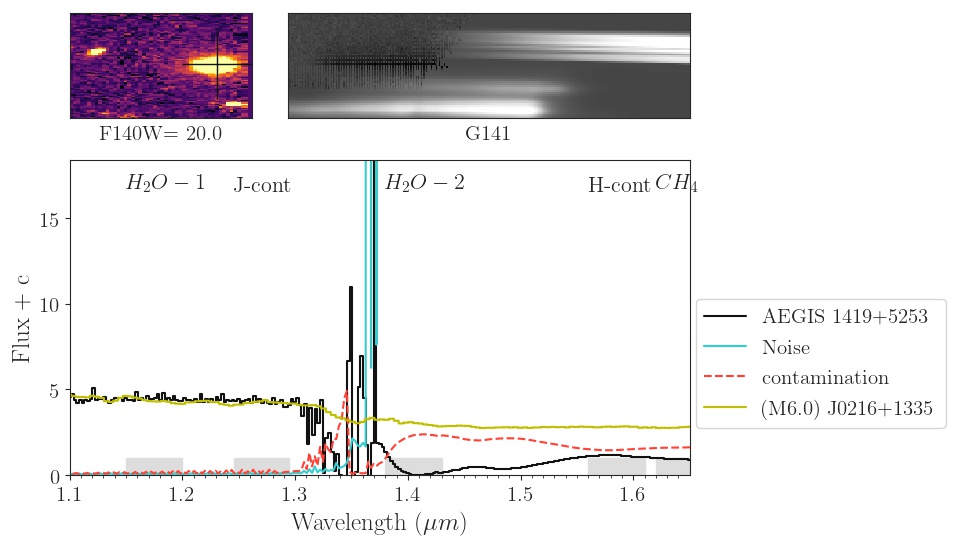 F140W= 20.0
G141
H₂O − 1 J-cont H₂O − 2 H-cont CH₄
15
10
5
0
Flux + c
1.1 1.2 1.3 1.4 1.5 1.6
Wavelength (μm)
AEGIS 1419+5253
Noise
contamination
(M6.0) J0216+1335